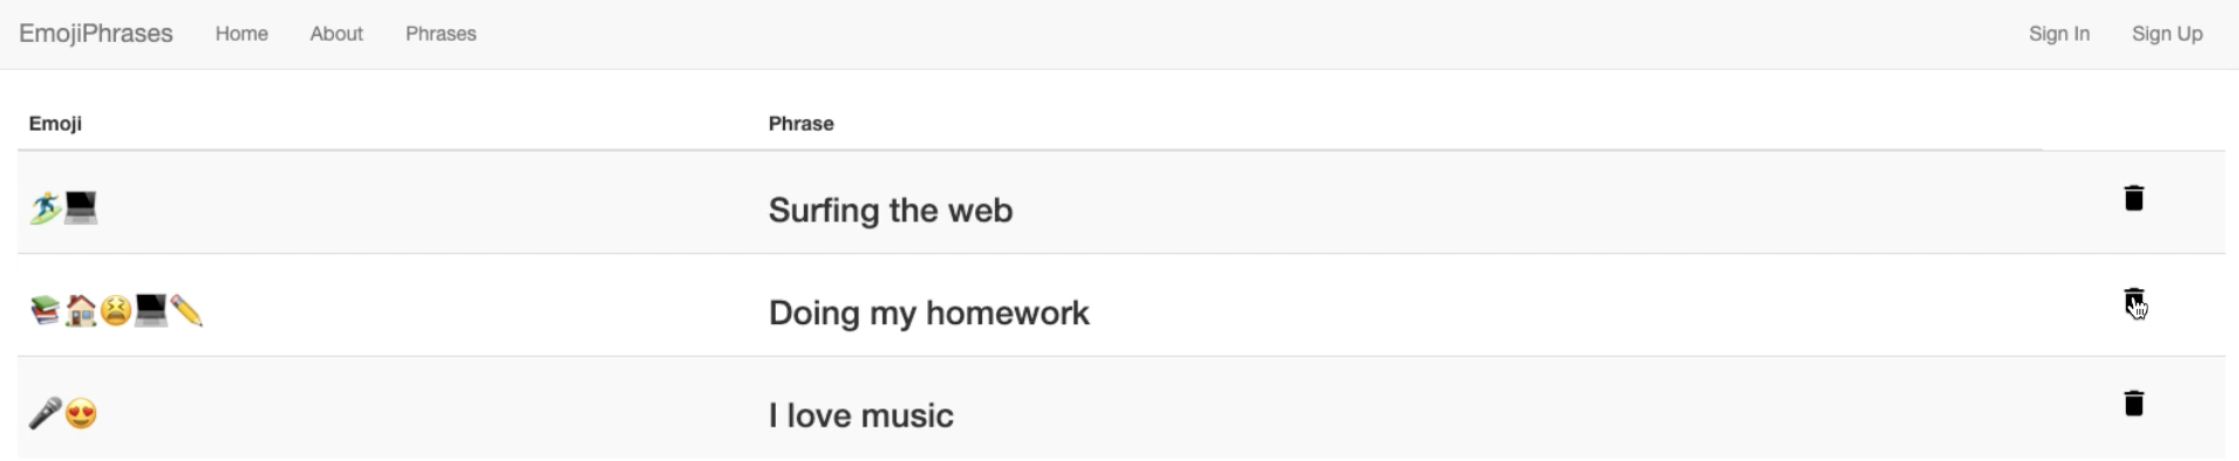 EmojiPhrases Home About Phrases Sign In Sign Up
Emoji Phrase
🏄💻 Surfing the web
📚🏠😫💻✏️ Doing my homework
🎤😍 I love music